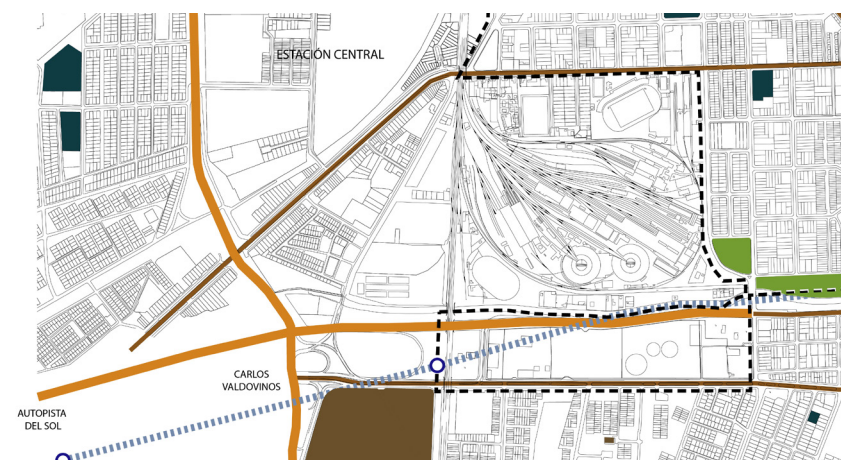 ESTACIÓN CENTRAL
CARLOS
VALDOVINOS
AUTOPISTA
DEL SOL